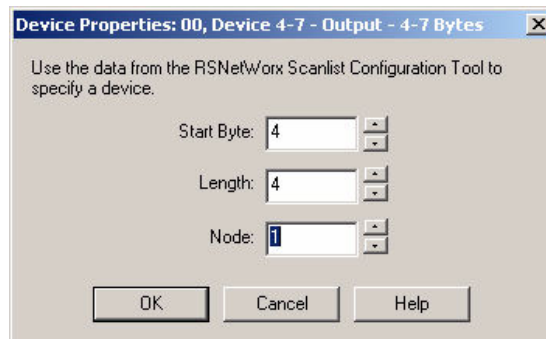 Device Properties: 00, Device 4-7 - Output - 4-7 Bytes
Use the data from the RSNetWorx Scanlist Configuration Tool to
specify a device.
Start Byte: 4
Length: 4
Node: 1
OK Cancel Help